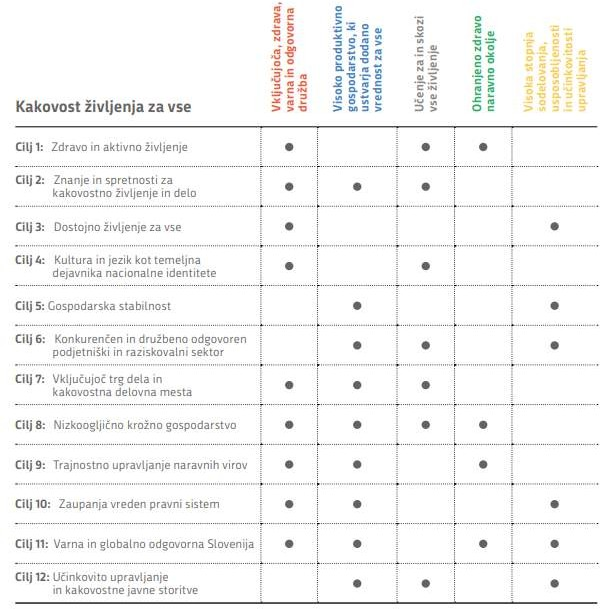 Kakovost življenja za vse
Vključujoča, zdrava,
varna in odgovorna
družba
Visoko produktivno
gospodarstvo, ki
ustvarja dodano
vrednost za vse
Učenje za in skozi
vse življenje
Ohranjeno zdravo
naravno okolje
Visoka stopnja
sodelovanja,
usposobljenosti
in učinkovitosti
upravljanja
Cilj 1: Zdravo in aktivno življenje
Cilj 2: Znanje in spretnosti za
kakovostno življenje in delo
Cilj 3: Dostojno življenje za vse
Cilj 4: Kultura in jezik kot temeljna
dejavnika nacionalne identitete
Cilj 5: Gospodarska stabilnost
Cilj 6: Konkurenčen in družbeno odgovoren
podjetniški in raziskovalni sektor
Cilj 7: Vključujoč trg dela in
kakovostna delovna mesta
Cilj 8: Nizkoogljično krožno gospodarstvo
Cilj 9: Trajnostno upravljanje naravnih virov
Cilj 10: Zaupanja vreden pravni sistem
Cilj 11: Varna in globalno odgovorna Slovenija
Cilj 12: Učinkovito upravljanje
in kakovostne javne storitve